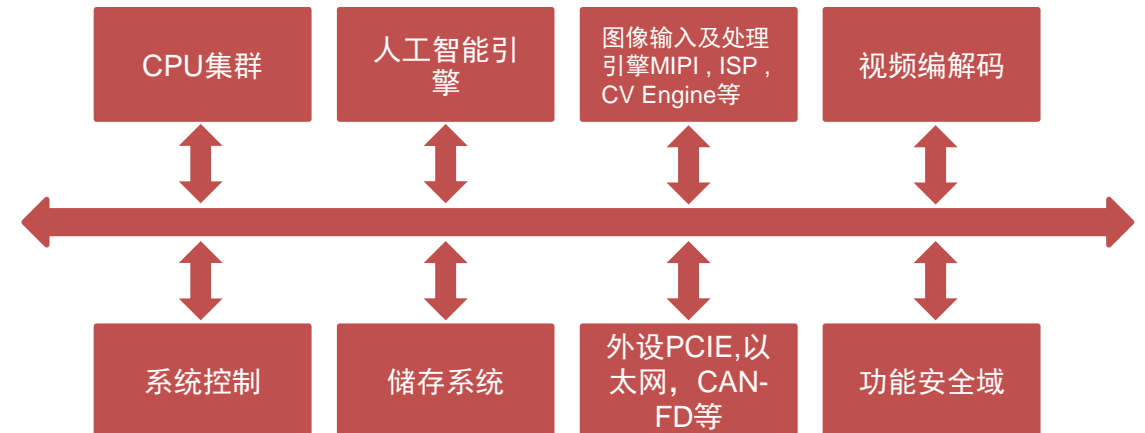 CPU集群
人工智能引
擎
图像输入及处理
引擎MIPI , ISP ,
CV Engine等
视频编解码
系统控制
储存系统
外设PCIE,以
太网，CAN-
FD等
功能安全域